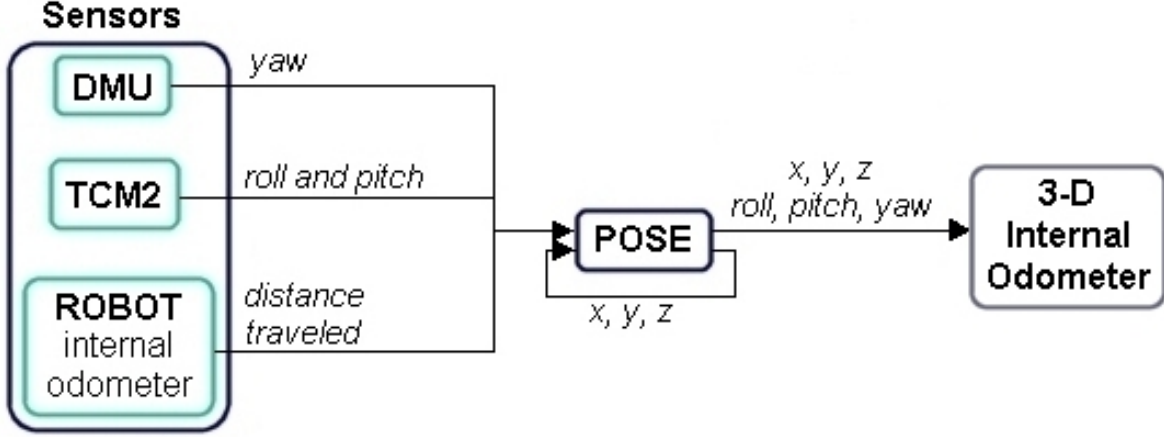 Sensors
DMU
yaw
TCM2
roll and pitch
ROBOT
internal
odometer
distance
traveled
POSE
x, y, z
x, y, z
roll, pitch, yaw
3-D
Internal
Odometer